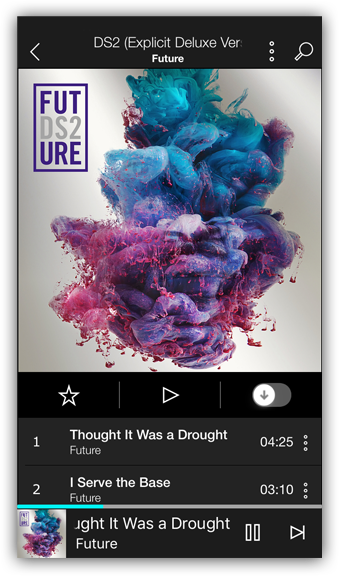 DS2 (Explicit Deluxe Ver
Future
FUT
DS2
URE
1 Thought It Was a Drought 04:25
Future
2 I Serve the Base 03:10
Future
ught It Was a Drought
Future